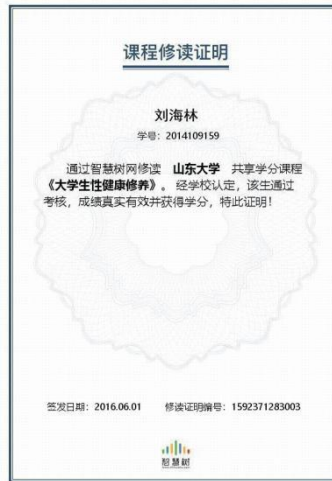 课程修读证明
刘海林
学号：2014109159
通过智慧树网修读 山东大学 共享学分课程
《大学生性健康修养》。经学校认定，该生通过
考核，成绩真实有效并获得学分，特此证明！
签发日期：2016.06.01 修读证明编号：1592371283003
智慧树